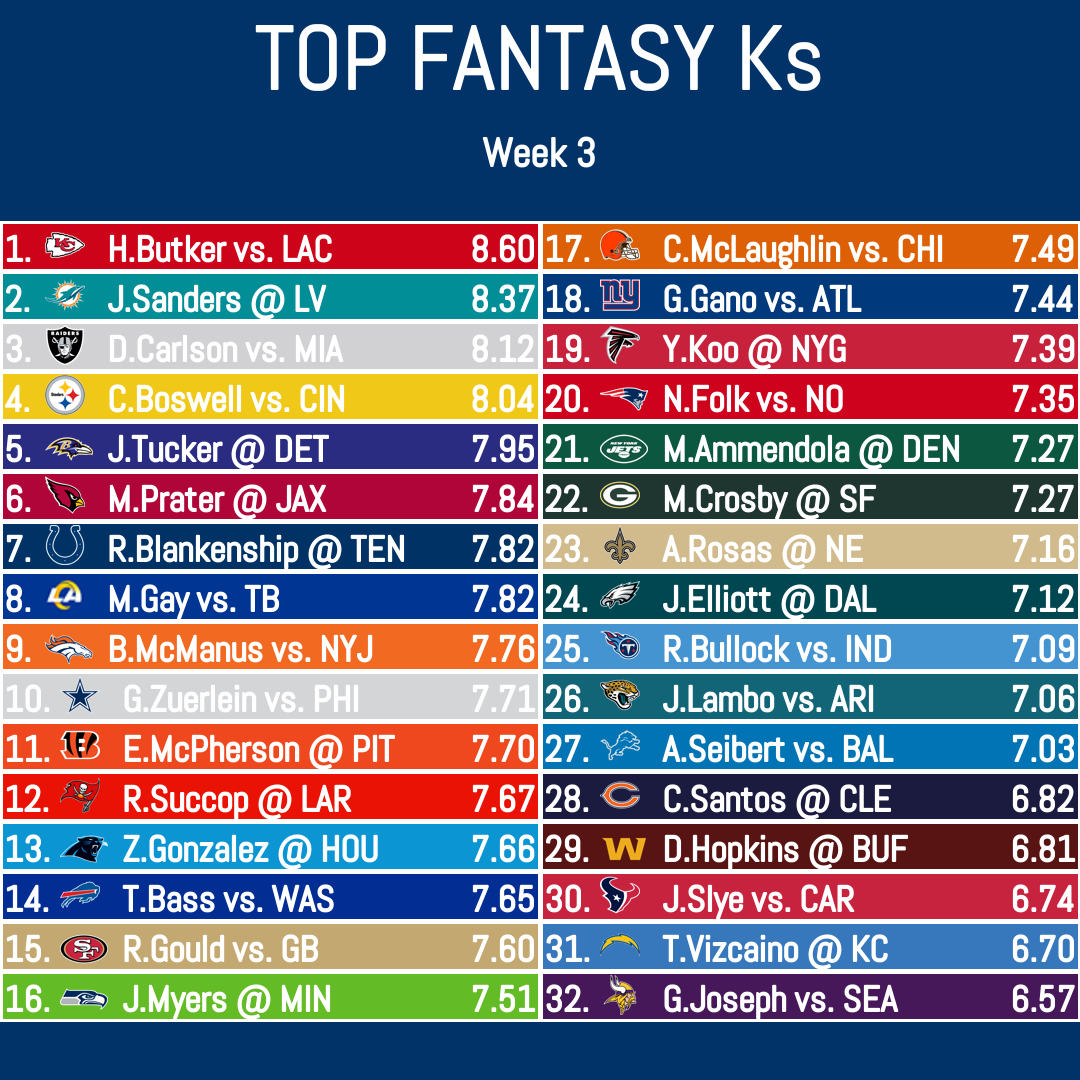 TOP FANTASY Ks
Week 3
1. H.Butker vs. LAC 8.60
2. J.Sanders @ LV 8.37
3. RAIDERS D.Carlson vs. MIA 8.12
4. Steelers C.Boswell vs. CIN 8.04
5. J.Tucker @ DET 7.95
6. M.Prater @ JAX 7.84
7. R.Blankenship @ TEN 7.82
8. M.Gay vs. TB 7.82
9. B.McManus vs. NYJ 7.76
10. G.Zuerlein vs. PHI 7.71
11. E.McPherson @ PIT 7.70
12. R.Succop @ LAR 7.67
13. Z.Gonzalez @ HOU 7.66
14. T.Bass vs. WAS 7.65
15. SF R.Gould vs. GB 7.60
16. J.Myers @ MIN 7.51
17. C.McLaughlin vs. CHI 7.49
18. ny G.Gano vs. ATL 7.44
19. Y.Koo @ NYG 7.39
20. N.Folk vs. NO 7.35
21. NEW YORK JETS M.Ammendola @ DEN 7.27
22. G M.Crosby @ SF 7.27
23. A.Rosas @ NE 7.16
24. J.Elliott @ DAL 7.12
25. T R.Bullock vs. IND 7.09
26. J.Lambo vs. ARI 7.06
27. A.Seibert vs. BAL 7.03
28. C C.Santos @ CLE 6.82
29. W D.Hopkins @ BUF 6.81
30. J.Slye vs. CAR 6.74
31. T.Vizcaino @ KC 6.70
32. G.Joseph vs. SEA 6.57